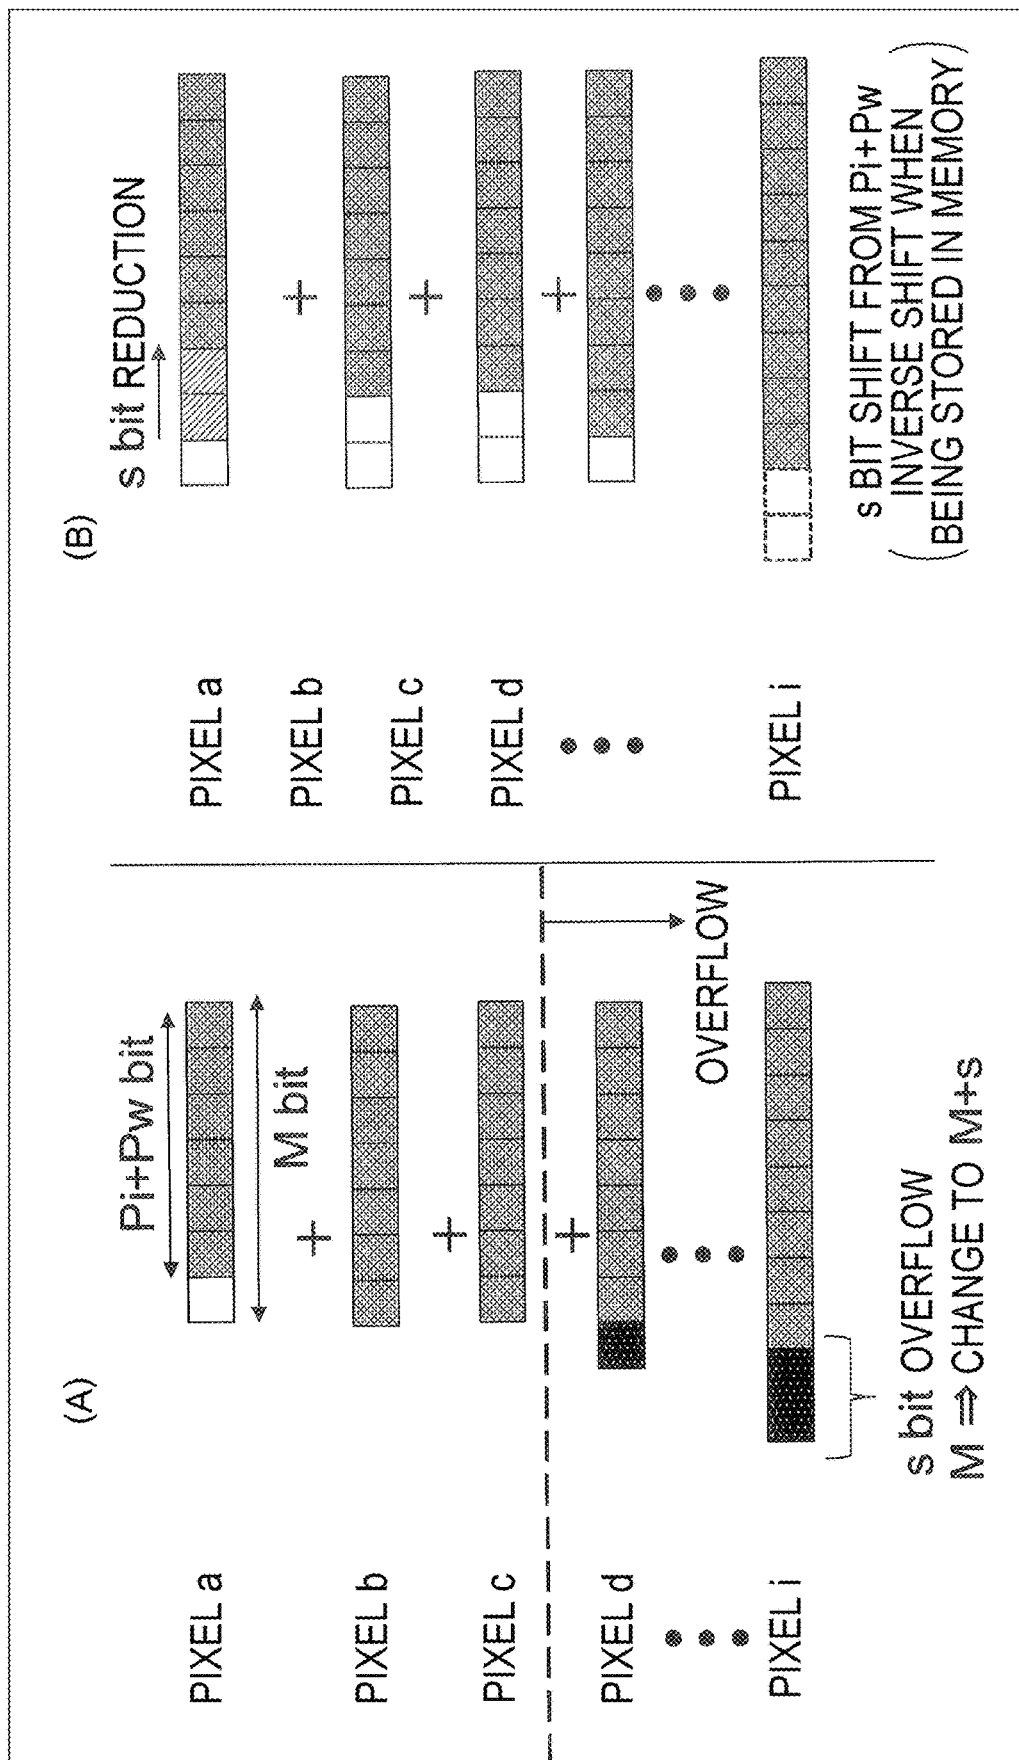 (A)
Pi+Pw bit
PIXEL a
M bit
+
PIXEL b
+
PIXEL c
+
PIXEL d
OVERFLOW
PIXEL i
s bit OVERFLOW
M ⇒ CHANGE TO M+s
(B)
s bit REDUCTION
PIXEL a
+
PIXEL b
+
PIXEL c
+
PIXEL d
PIXEL i
s BIT SHIFT FROM Pi+Pw
(INVERSE SHIFT WHEN
BEING STORED IN MEMORY)